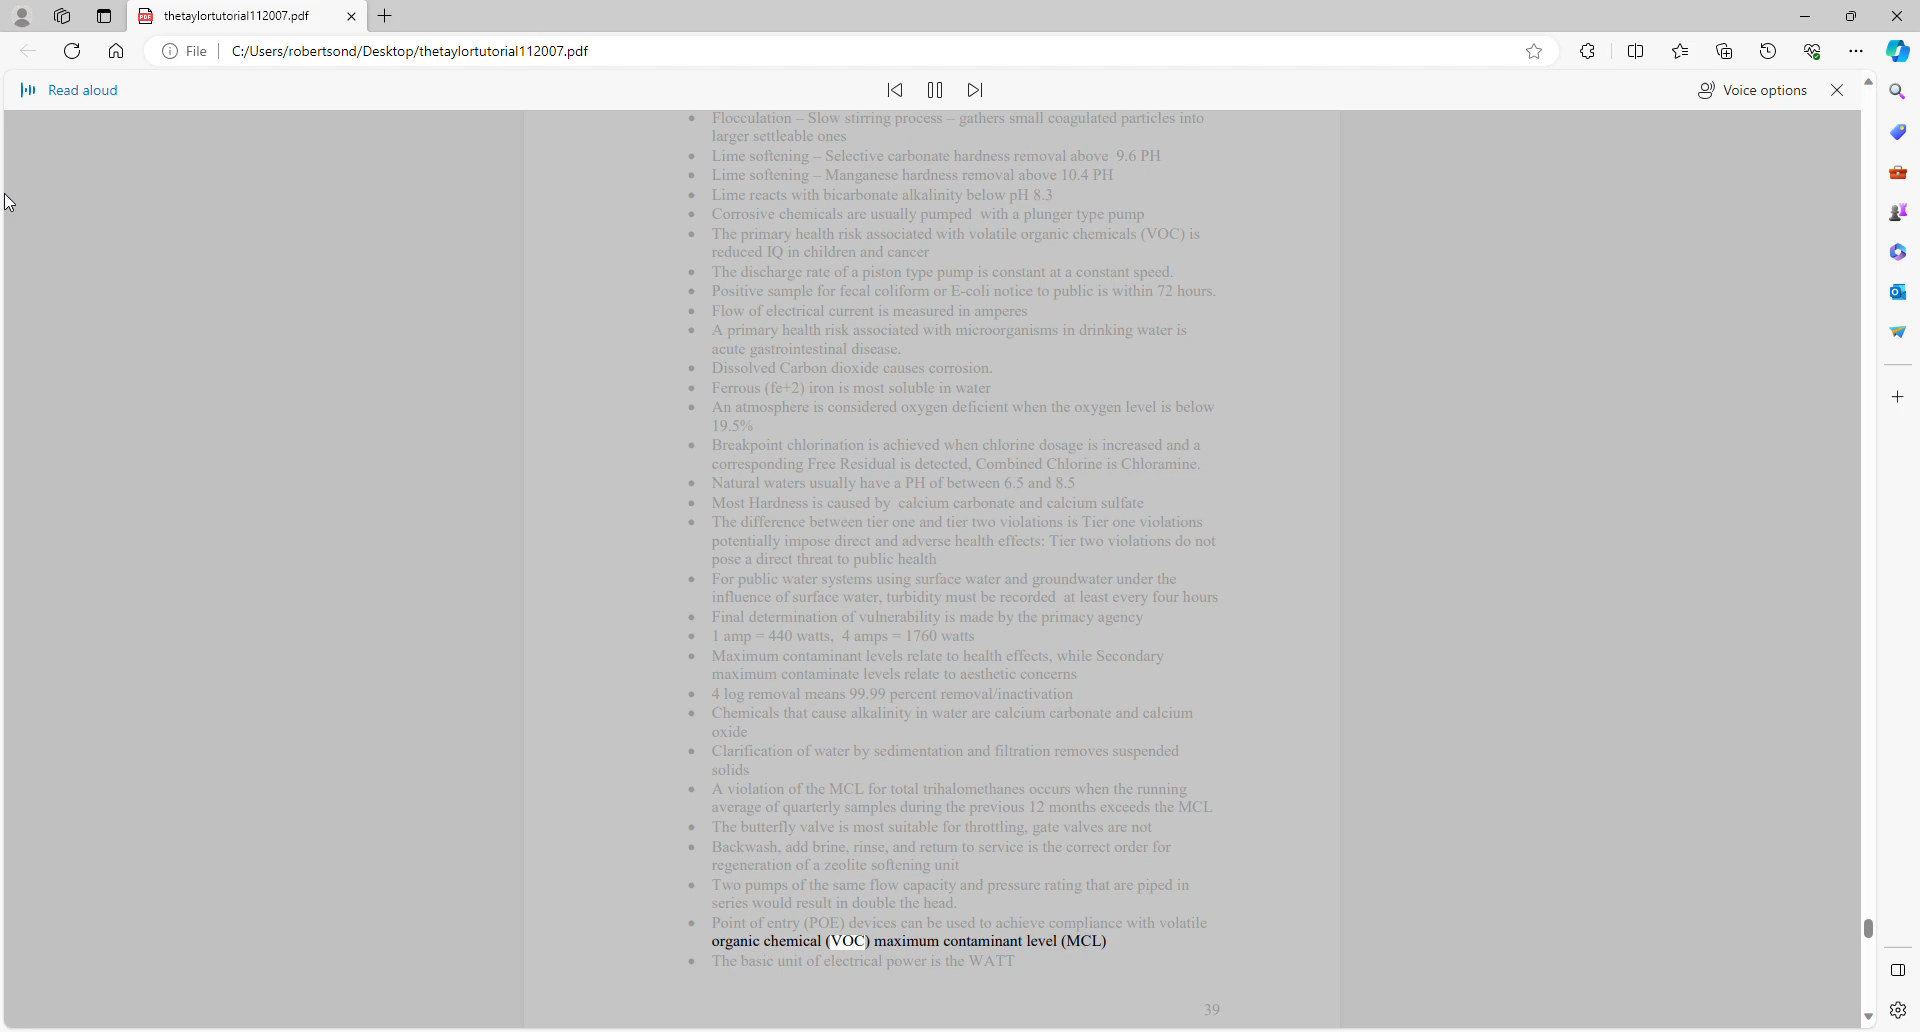 thetaylortutorial112007.pdf
File
C:/Users/robertsond/Desktop/thetaylortutorial112007.pdf
Read aloud
Voice options
• Flocculation – Slow stirring process – gathers small coagulated particles into
larger settleable ones
• Lime softening – Selective carbonate hardness removal above 9.6 PH
• Lime softening – Manganese hardness removal above 10.4 PH
• Lime reacts with bicarbonate alkalinity below pH 8.3
• Corrosive chemicals are usually pumped with a plunger type pump
• The primary health risk associated with volatile organic chemicals (VOC) is
reduced IQ in children and cancer
• The discharge rate of a piston type pump is constant at a constant speed.
• Positive sample for fecal coliform or E-coli notice to public is within 72 hours.
• Flow of electrical current is measured in amperes
• A primary health risk associated with microorganisms in drinking water is
acute gastrointestinal disease.
• Dissolved Carbon dioxide causes corrosion.
• Ferrous (fe+2) iron is most soluble in water
• An atmosphere is considered oxygen deficient when the oxygen level is below
19.5%
• Breakpoint chlorination is achieved when chlorine dosage is increased and a
corresponding Free Residual is detected, Combined Chlorine is Chloramine.
• Natural waters usually have a PH of between 6.5 and 8.5
• Most Hardness is caused by calcium carbonate and calcium sulfate
• The difference between tier one and tier two violations is Tier one violations
potentially impose direct and adverse health effects: Tier two violations do not
pose a direct threat to public health
• For public water systems using surface water and groundwater under the
influence of surface water, turbidity must be recorded at least every four hours
• Final determination of vulnerability is made by the primacy agency
• 1 amp = 440 watts, 4 amps = 1760 watts
• Maximum contaminant levels relate to health effects, while Secondary
maximum contaminate levels relate to aesthetic concerns
• 4 log removal means 99.99 percent removal/inactivation
• Chemicals that cause alkalinity in water are calcium carbonate and calcium
oxide
• Clarification of water by sedimentation and filtration removes suspended
solids
• A violation of the MCL for total trihalomethanes occurs when the running
average of quarterly samples during the previous 12 months exceeds the MCL
• The butterfly valve is most suitable for throttling, gate valves are not
• Backwash, add brine, rinse, and return to service is the correct order for
regeneration of a zeolite softening unit
• Two pumps of the same flow capacity and pressure rating that are piped in
series would result in double the head.
• Point of entry (POE) devices can be used to achieve compliance with volatile
organic chemical (VOC) maximum contaminant level (MCL)
• The basic unit of electrical power is the WATT
39